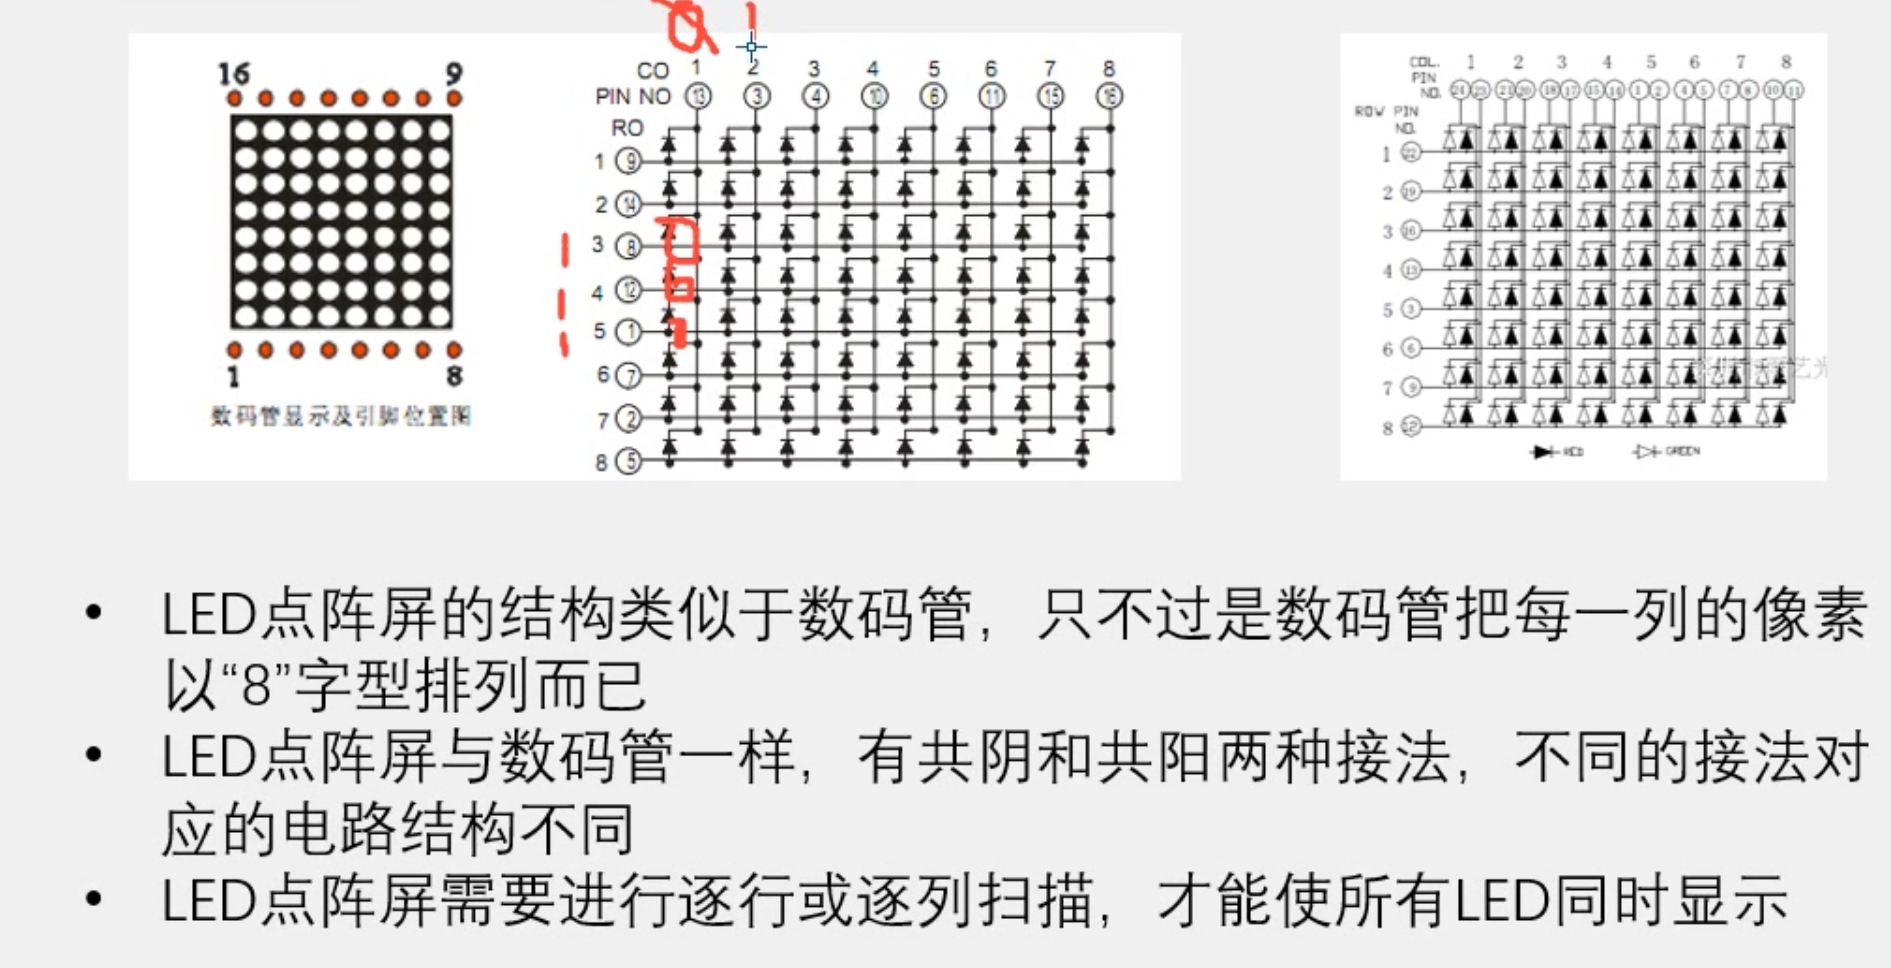 16 9
1 8
数码管显示及引脚位置图
CO 1 2 3 4 5 6 7 8
PIN NO 13 3 4 10 6 11 15 16
RO
1 9
2 14
3 8
4 12
5 1
6 7
7 2
8 5
0 1
1
1
1
COL. 1 2 3 4 5 6 7 8
PIN
NO. 24 23 21 20 18 17 15 14 1 2 4 5 7 8 10 11
ROW PIN
NO.
1 22
2 19
3 16
4 13
5 3
6 6
7 9
8 12
RED GREEN
LED点阵屏的结构类似于数码管，只不过是数码管把每一列的像素
以“8”字型排列而已
LED点阵屏与数码管一样，有共阴和共阳两种接法，不同的接法对
应的电路结构不同
LED点阵屏需要进行逐行或逐列扫描，才能使所有LED同时显示